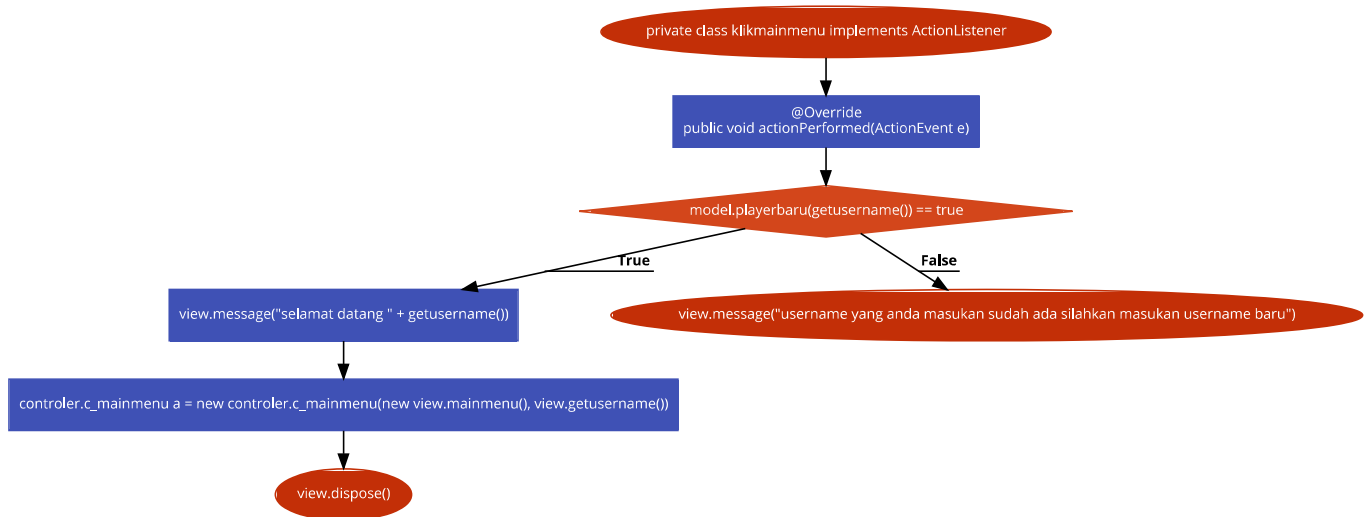 private class klikmainmenu implements ActionListener
@Override
public void actionPerformed(ActionEvent e)
model.playerbaru(getusername()) == true
True
False
view.message("selamat datang " + getusername())
view.message("username yang anda masukan sudah ada silahkan masukan username baru")
controler.c_mainmenu a = new controler.c_mainmenu(new view.mainmenu(), view.getusername())
view.dispose()